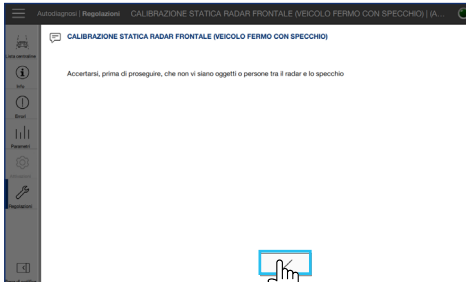 Autodiagnosi | Regolazioni CALIBRAZIONE STATICA RADAR FRONTALE (VEICOLO FERMO CON SPECCHIO) | (A...
CALIBRAZIONE STATICA RADAR FRONTALE (VEICOLO FERMO CON SPECCHIO)
Lista centraline
Accertarsi, prima di proseguire, che non vi siano oggetti o persone tra il radar e lo specchio
Info
Errori
Parametri
Attivazioni
Regolazioni